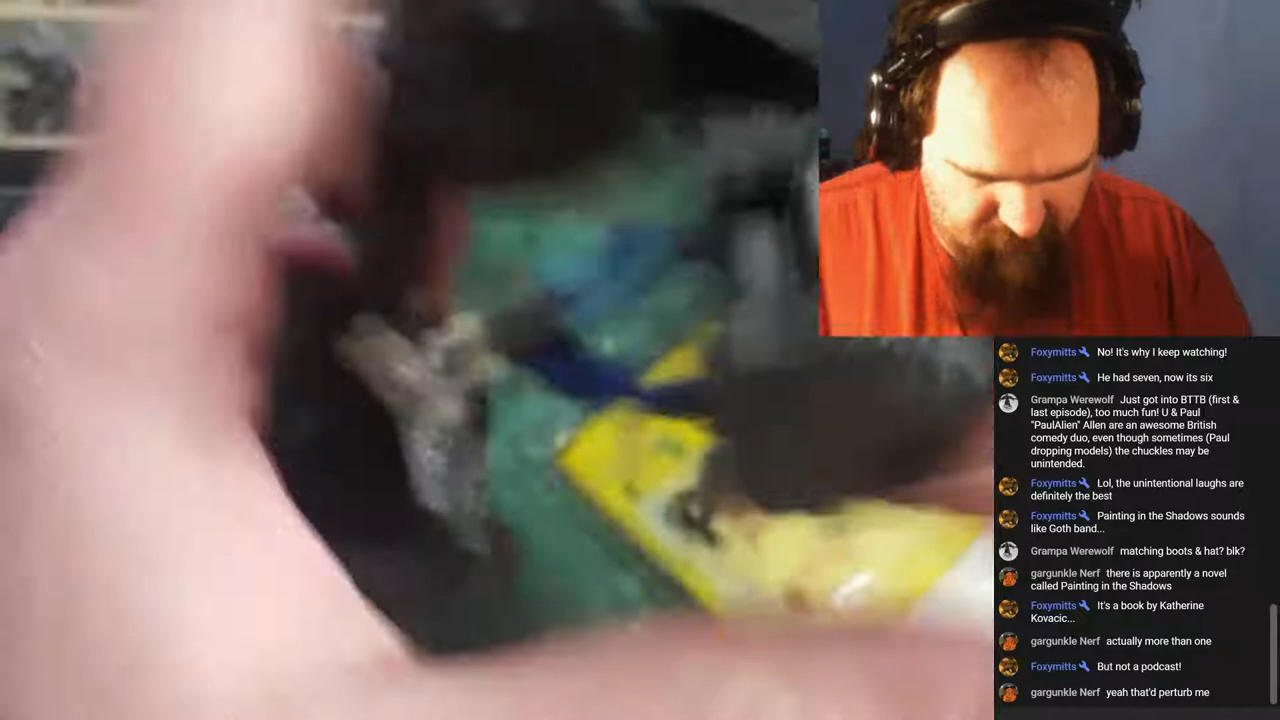 Foxymitts No! It's why I keep watching!
Foxymitts He had seven, now its six
Grampa Werewolf Just got into BTTB (first &
last episode), too much fun! U & Paul
"PaulAlien" Allen are an awesome British
comedy duo, even though sometimes (Paul
dropping models) the chuckles may be
unintended.
Foxymitts Lol, the unintentional laughs are
definitely the best
Foxymitts Painting in the Shadows sounds
like Goth band...
Grampa Werewolf matching boots & hat? blk?
gargunkle Nerf there is apparently a novel
called Painting in the Shadows
Foxymitts It's a book by Katherine
Kovacic...
gargunkle Nerf actually more than one
Foxymitts But not a podcast!
gargunkle Nerf yeah that'd perturb me